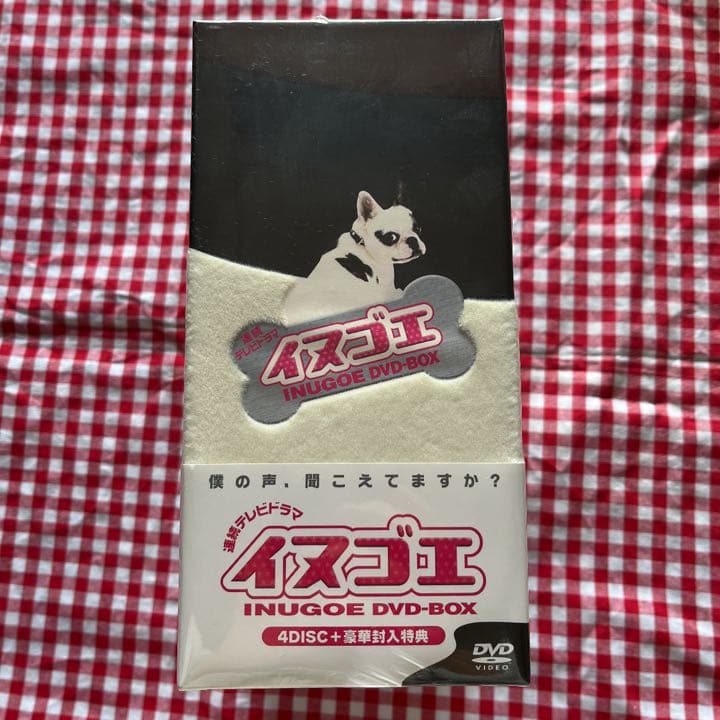 連続
テレビドラマ
イヌゴエ
INUGOE DVD-BOX
僕の声、聞こえてますか?
連続テレビドラマ
イヌゴエ
INUGOE DVD-BOX
4DISC+豪華封入特典
DVD
VIDEO